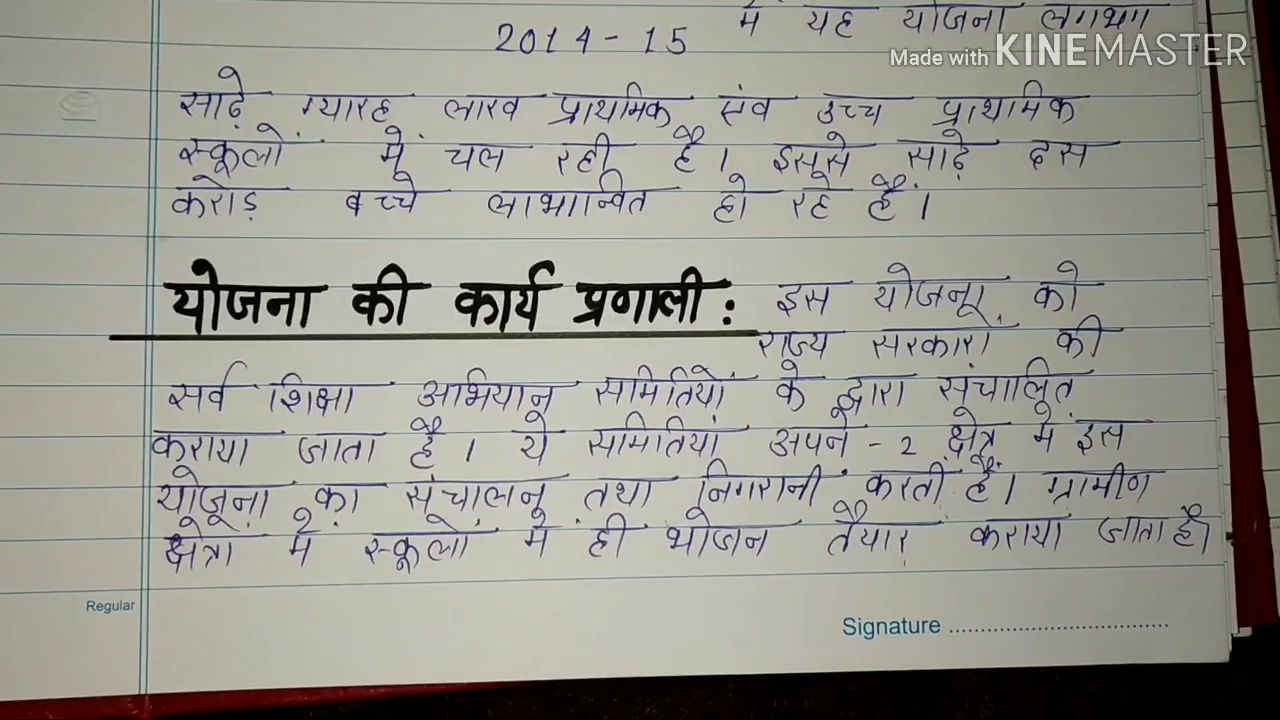 2014-15 में यह योजना लगभग
Made with KINEMASTER
साढ़े ग्यारह लाख प्राथमिक संव उच्च प्राथमिक
स्कूलों में चल रही है। इससे साढ़े दस
करोड़ बच्चे लाभान्वित हो रहे हैं।
योजना की कार्य प्रणाली : इस योजना को
राज्य सरकारों की
सर्व शिक्षा अभियान समितियों के द्वारा संचालित
कराया जाता है। ये समितियां अपने-2 क्षेत्र में इस
योजना का संचालन तथा निगरानी करती हैं। ग्रामीण
क्षेत्रों में स्कूलों में ही भोजन तैयार कराया जाता है।
Regular
Signature ................................